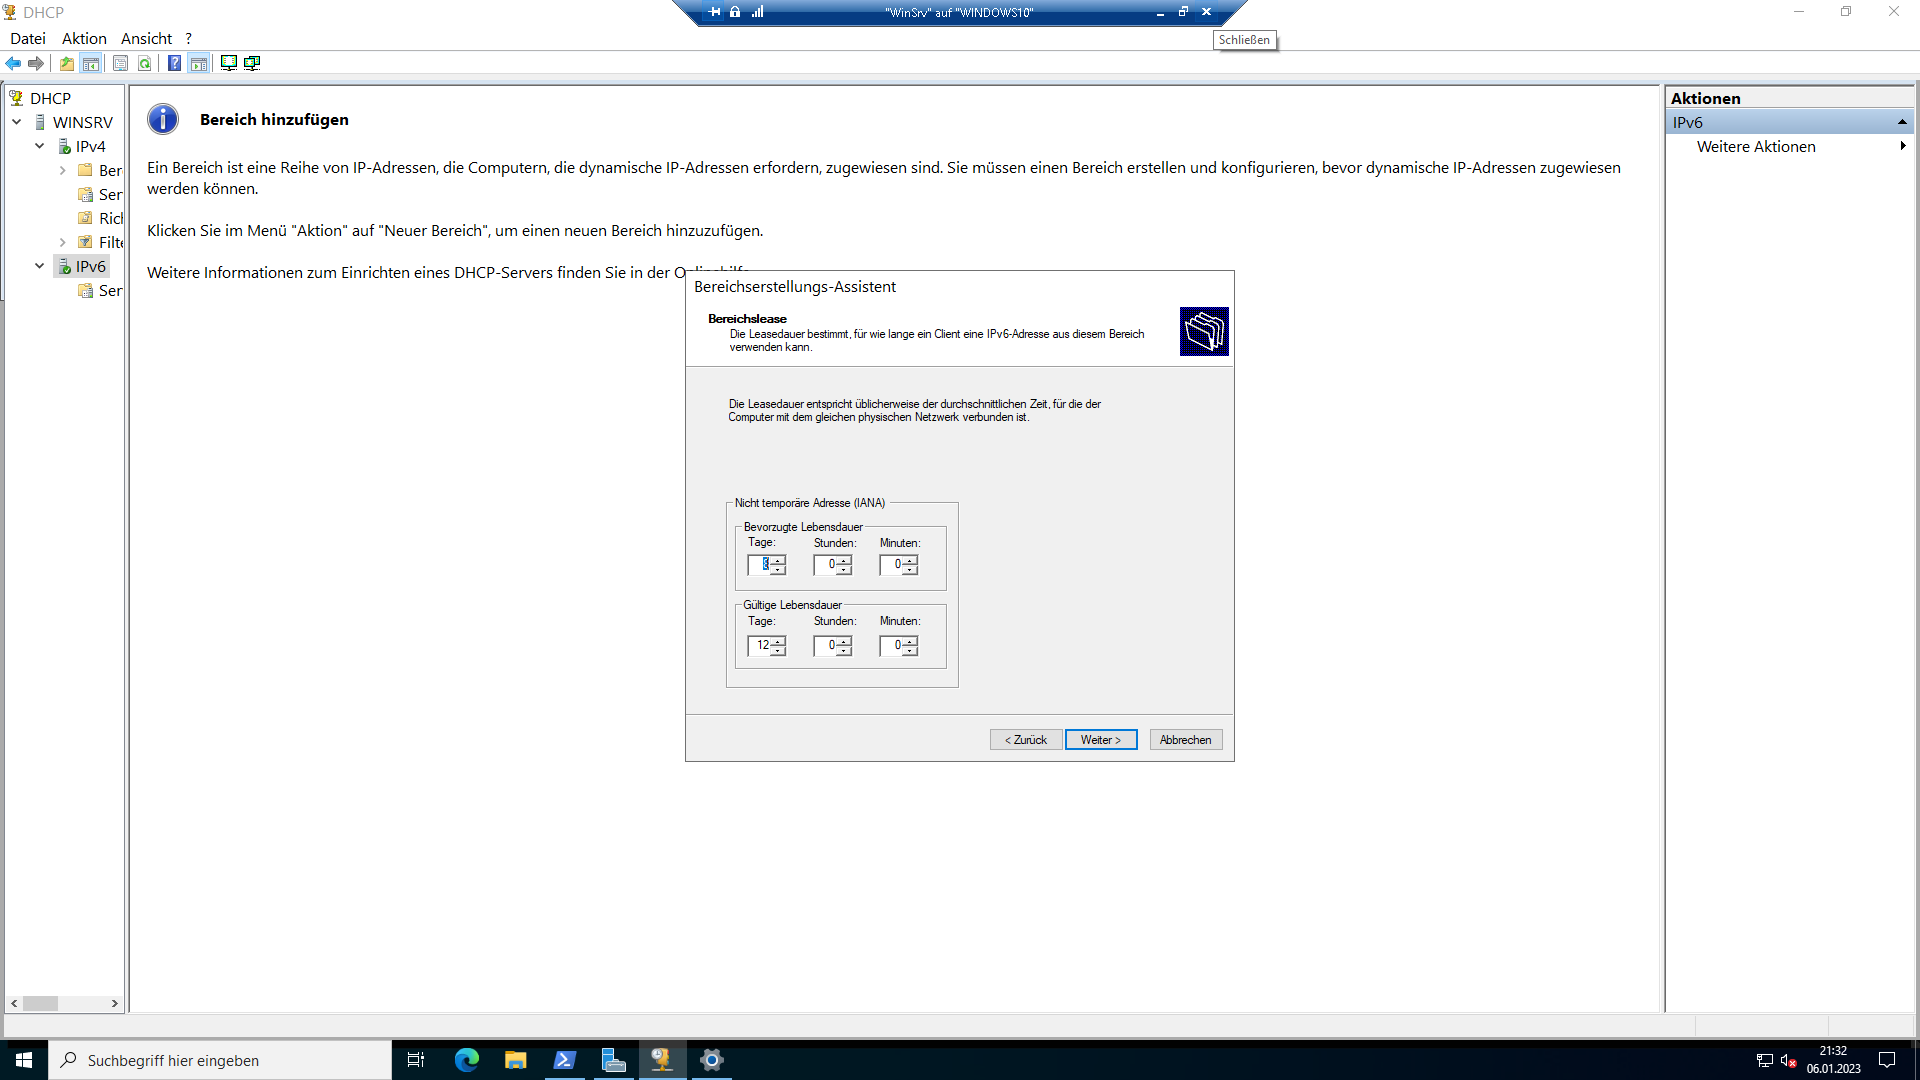 DHCP
"WinSrv" auf "WINDOWS10"
Schließen
Datei Aktion Ansicht ?
DHCP
WINSRV
IPv4
Ber
Ser
Rich
Filte
IPv6
Ser
Bereich hinzufügen
Ein Bereich ist eine Reihe von IP-Adressen, die Computern, die dynamische IP-Adressen erfordern, zugewiesen sind. Sie müssen einen Bereich erstellen und konfigurieren, bevor dynamische IP-Adressen zugewiesen
werden können.
Klicken Sie im Menü "Aktion" auf "Neuer Bereich", um einen neuen Bereich hinzuzufügen.
Weitere Informationen zum Einrichten eines DHCP-Servers finden Sie in der Onlinehilfe
Bereichserstellungs-Assistent
Bereichslease
Die Leasedauer bestimmt, für wie lange ein Client eine IPv6-Adresse aus diesem Bereich
verwenden kann.
Die Leasedauer entspricht üblicherweise der durchschnittlichen Zeit, für die der
Computer mit dem gleichen physischen Netzwerk verbunden ist.
Nicht temporäre Adresse (IANA)
Bevorzugte Lebensdauer
Tage: Stunden: Minuten:
0 0
Gültige Lebensdauer
Tage: Stunden: Minuten:
12 0 0
< Zurück Weiter > Abbrechen
Aktionen
IPv6
Weitere Aktionen
Suchbegriff hier eingeben
21:32
06.01.2023